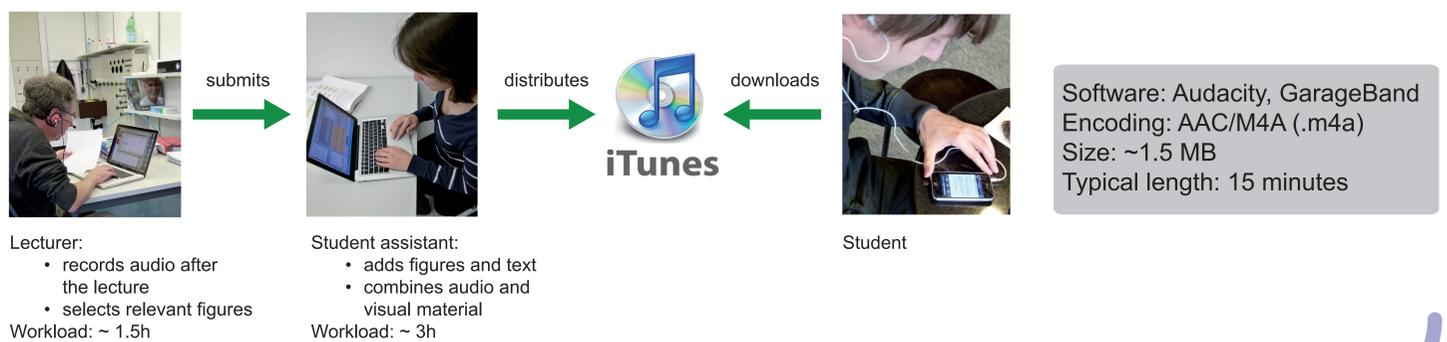 submits
distributes
downloads
iTunes
Software: Audacity, GarageBand
Encoding: AAC/M4A (.m4a)
Size: ~1.5 MB
Typical length: 15 minutes
Lecturer:
• records audio after
the lecture
• selects relevant figures
Workload: ~ 1.5h
Student assistant:
• adds figures and text
• combines audio and
visual material
Workload: ~ 3h
Student